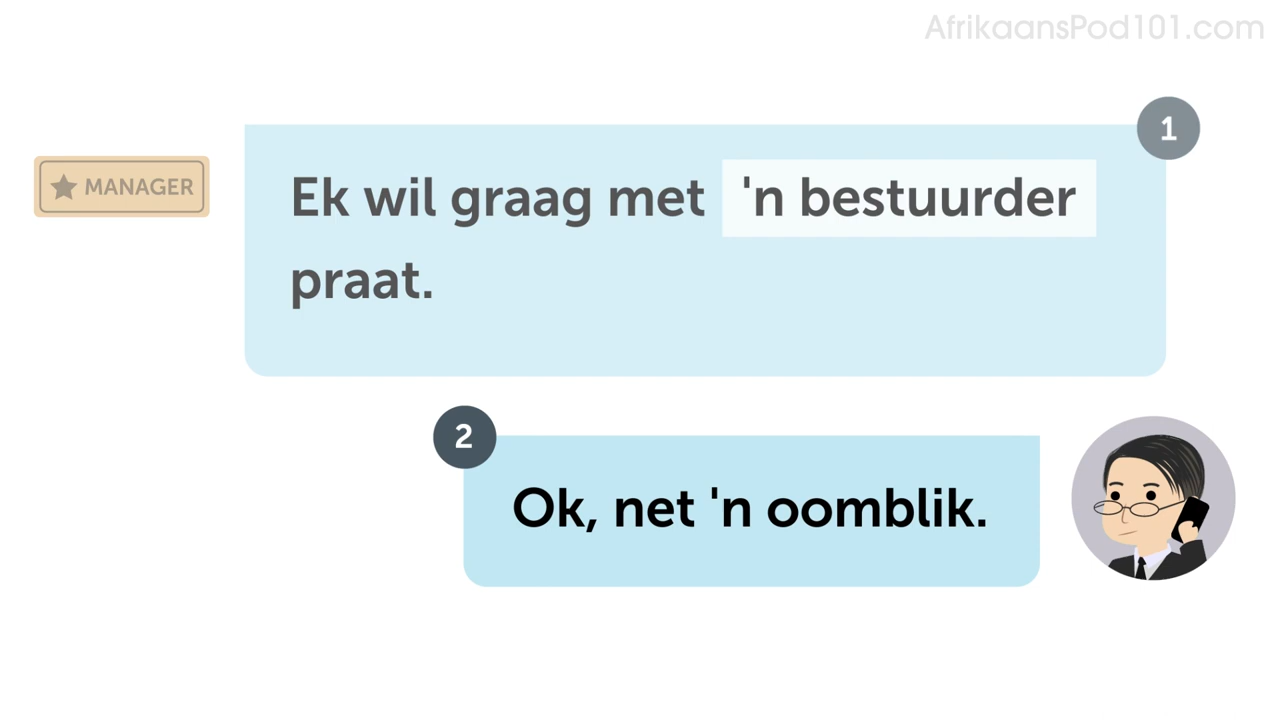 AfrikaansPod101.com
1
★ MANAGER
Ek wil graag met 'n bestuurder
praat.
2
Ok, net 'n oomblik.